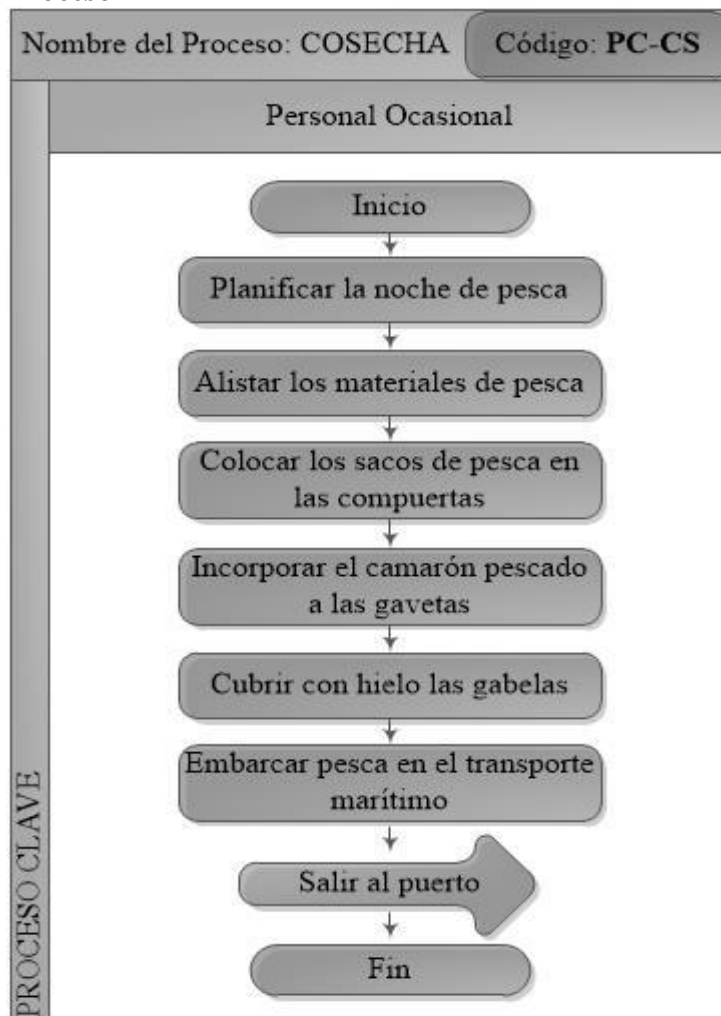 Nombre del Proceso: COSECHA
Código: PC-CS
Personal Ocasional
Inicio
Planificar la noche de pesca
Alistar los materiales de pesca
Colocar los sacos de pesca en
las compuertas
Incorporar el camarón pescado
a las gavetas
Cubrir con hielo las gabelas
Embarcar pesca en el transporte
marítimo
Salir al puerto
Fin
PROCESO CLAVE